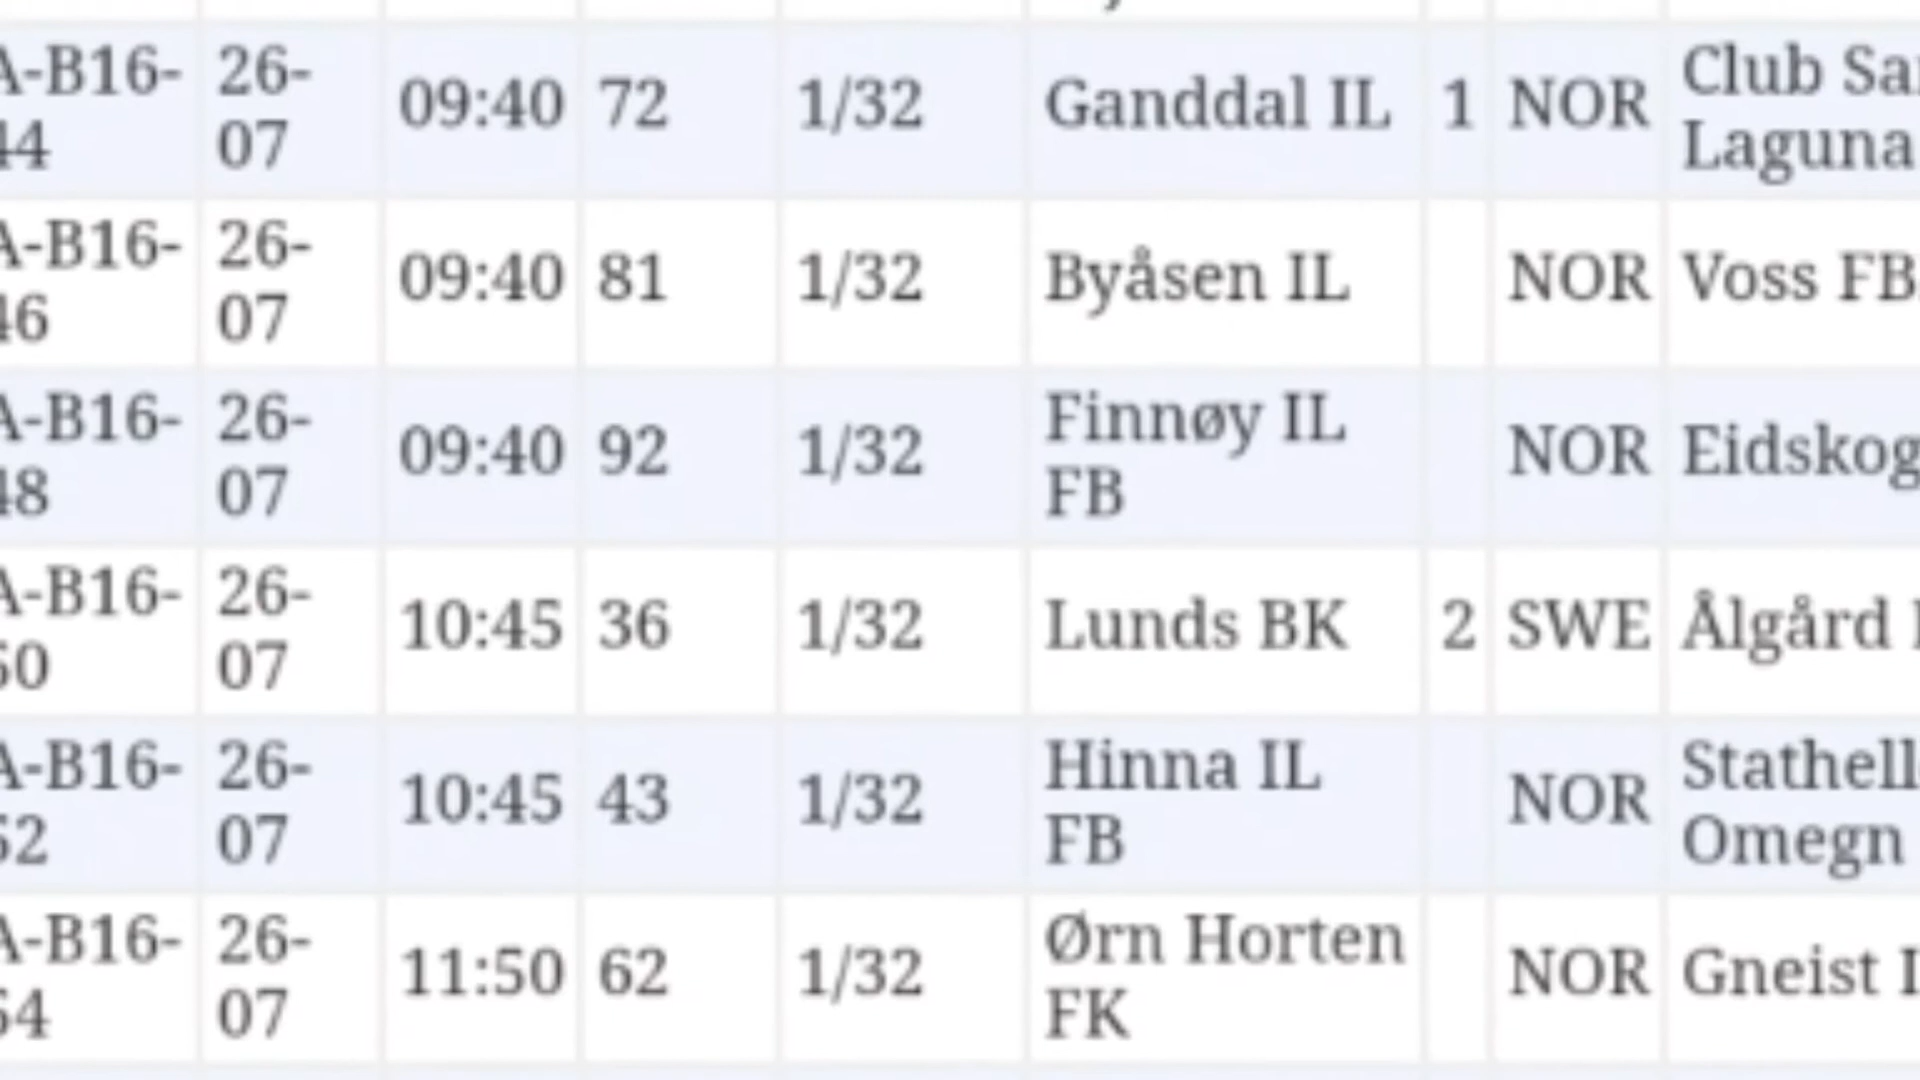 A-B16-
44
26-
07
09:40
72
1/32
Ganddal IL
1
NOR
Club
Laguna
A-B16-
46
26-
07
09:40
81
1/32
Byåsen IL
NOR
Voss FB
A-B16-
48
26-
07
09:40
92
1/32
Finnøy IL
FB
NOR
Eidskog
A-B16-
50
26-
07
10:45
36
1/32
Lunds BK
2
SWE
Ålgård
A-B16-
52
26-
07
10:45
43
1/32
Hinna IL
FB
NOR
Stathell
Omegn
A-B16-
54
26-
07
11:50
62
1/32
Ørn Horten
FK
NOR
Gneist